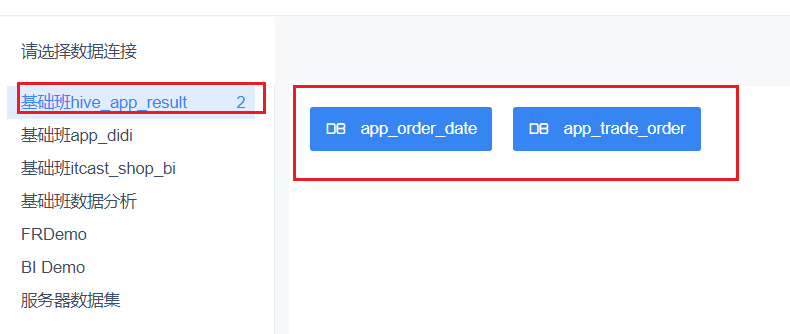 请选择数据连接
基础班hive_app_result 2
DB app_order_date DB app_trade_order
基础班app_didi
基础班itcast_shop_bi
基础班数据分析
FRDemo
BI Demo
服务器数据集